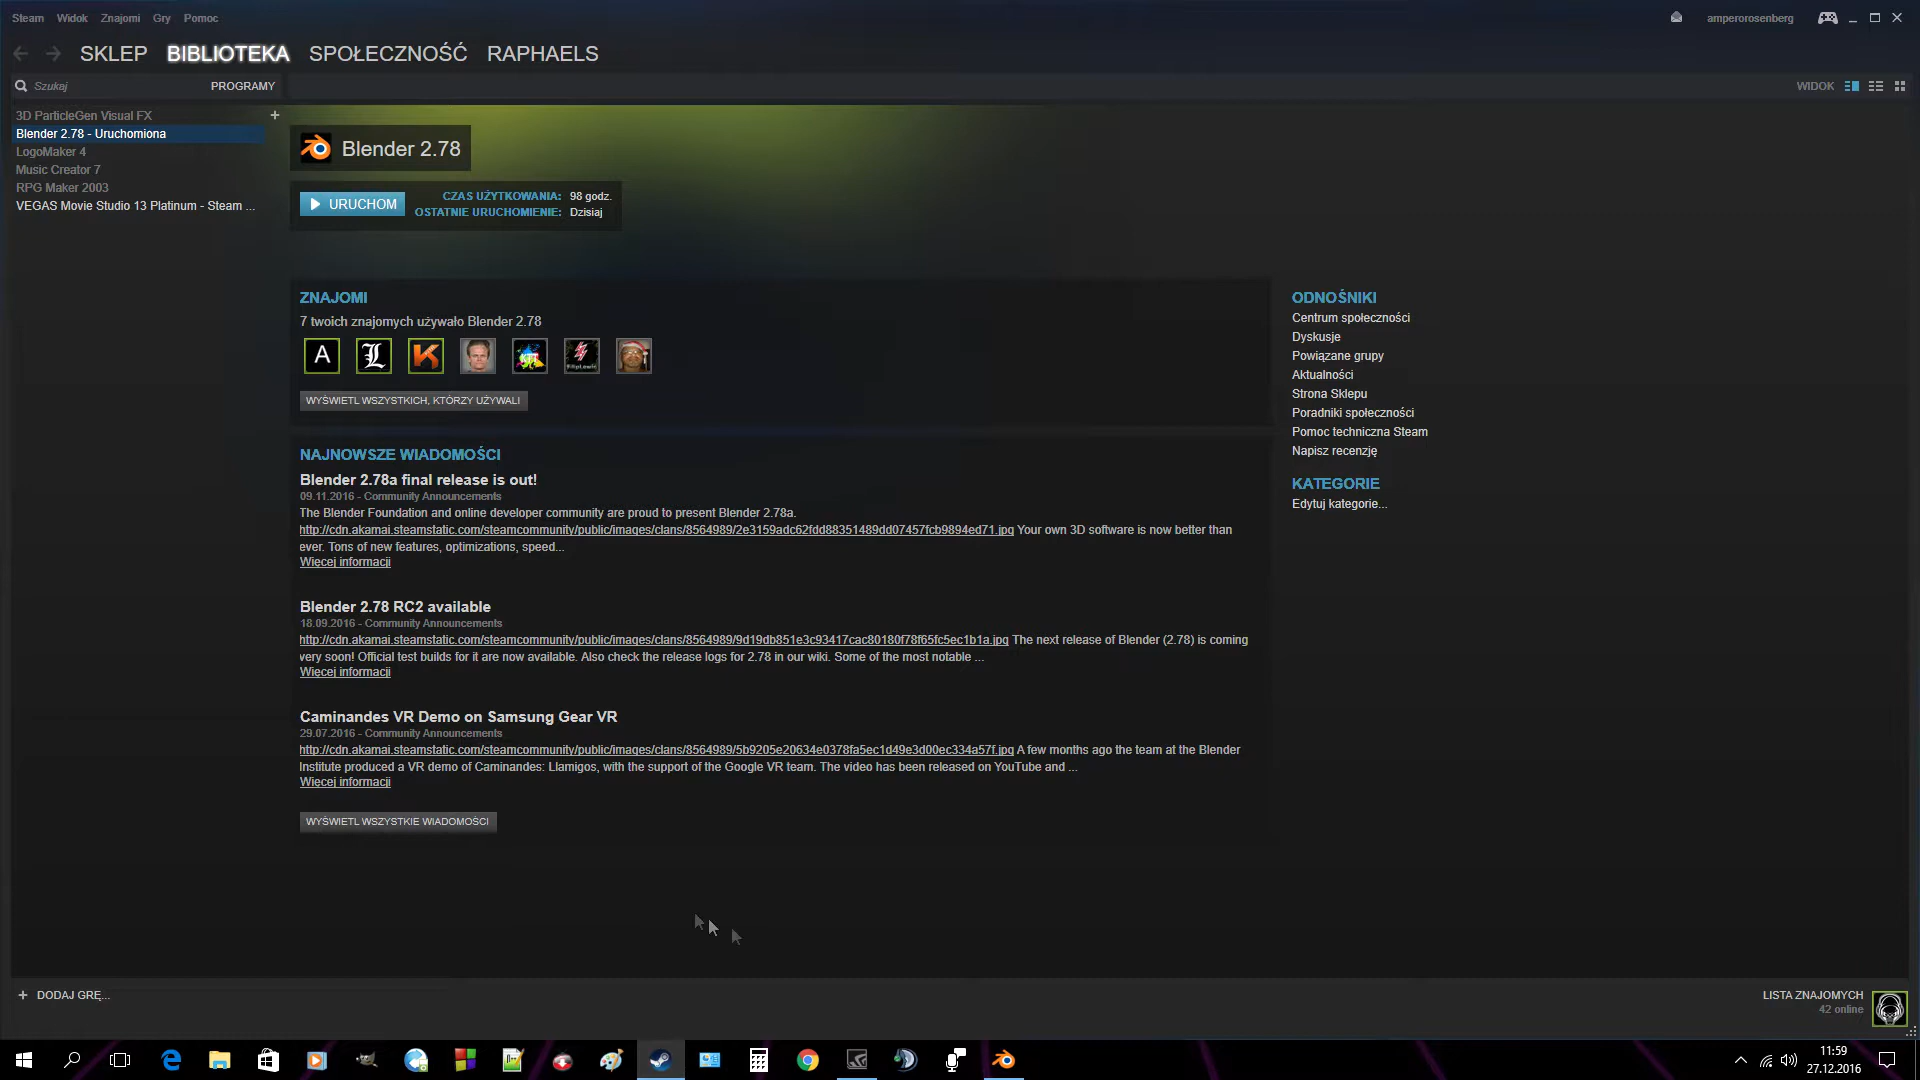 Steam Widok Znajomi Gry Pomoc
amperorosenberg
SKLEP BIBLIOTEKA SPOŁECZNOŚĆ RAPHAELS
Szukaj PROGRAMY
WIDOK
3D ParticleGen Visual FX
Blender 2.78 - Uruchomiona
LogoMaker 4
Music Creator 7
RPG Maker 2003
VEGAS Movie Studio 13 Platinum - Steam ...
Blender 2.78
URUCHOM
CZAS UŻYTKOWANIA: 98 godz.
OSTATNIE URUCHOMIENIE: Dzisiaj
ZNAJOMI
7 twoich znajomych używało Blender 2.78
WYŚWIETL WSZYSTKICH, KTÓRZY UŻYWALI
NAJNOWSZE WIADOMOŚCI
Blender 2.78a final release is out!
09.11.2016 - Community Announcements
The Blender Foundation and online developer community are proud to present Blender 2.78a.
http://cdn.akamai.steamstatic.com/steamcommunity/public/images/clans/8564989/2e3159adc62fdd88351489dd07457fcb9894ed71.jpg Your own 3D software is now better than
ever. Tons of new features, optimizations, speed...
Więcej informacji
Blender 2.78 RC2 available
18.09.2016 - Community Announcements
http://cdn.akamai.steamstatic.com/steamcommunity/public/images/clans/8564989/9d19db851e3c93417cac80180f78f65fc5ec1b1a.jpg The next release of Blender (2.78) is coming
very soon! Official test builds for it are now available. Also check the release logs for 2.78 in our wiki. Some of the most notable ...
Więcej informacji
Caminandes VR Demo on Samsung Gear VR
29.07.2016 - Community Announcements
http://cdn.akamai.steamstatic.com/steamcommunity/public/images/clans/8564989/5b9205e20634e0378fa5ec1d49e3d00ec334a57f.jpg A few months ago the team at the Blender
Institute produced a VR demo of Caminandes: Llamigos, with the support of the Google VR team. The video has been released on YouTube and ...
Więcej informacji
WYŚWIETL WSZYSTKIE WIADOMOŚCI
ODNOŚNIKI
Centrum społeczności
Dyskusje
Powiązane grupy
Aktualności
Strona Sklepu
Poradniki społeczności
Pomoc techniczna Steam
Napisz recenzję
KATEGORIE
Edytuj kategorie...
+ DODAJ GRĘ...
LISTA ZNAJOMYCH
42 online
11:59
27.12.2016